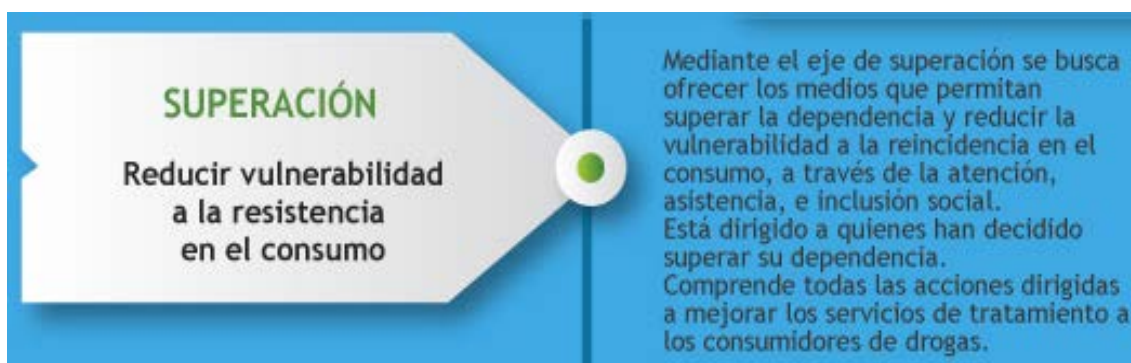 SUPERACIÓN
Reducir vulnerabilidad
a la resistencia
en el consumo
Mediante el eje de superación se busca
ofrecer los medios que permitan
superar la dependencia y reducir la
vulnerabilidad a la reincidencia en el
consumo, a través de la atención,
asistencia, e inclusión social.
Está dirigido a quienes han decidido
superar su dependencia.
Comprende todas las acciones dirigidas
a mejorar los servicios de tratamiento a
los consumidores de drogas.